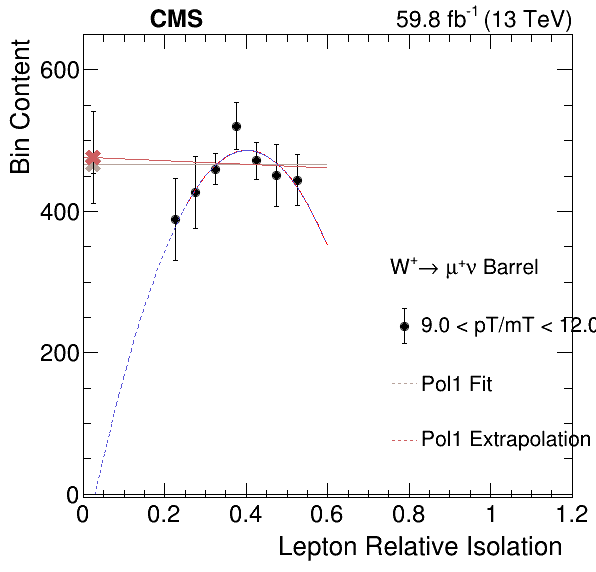 CMS 59.8 fb⁻¹ (13 TeV)
Bin Content
600
400
200
0
W⁺→ μ⁺ν Barrel
9.0 < pT/mT < 12.0
Pol1 Fit
Pol1 Extrapolation
0 0.2 0.4 0.6 0.8 1 1.2
Lepton Relative Isolation